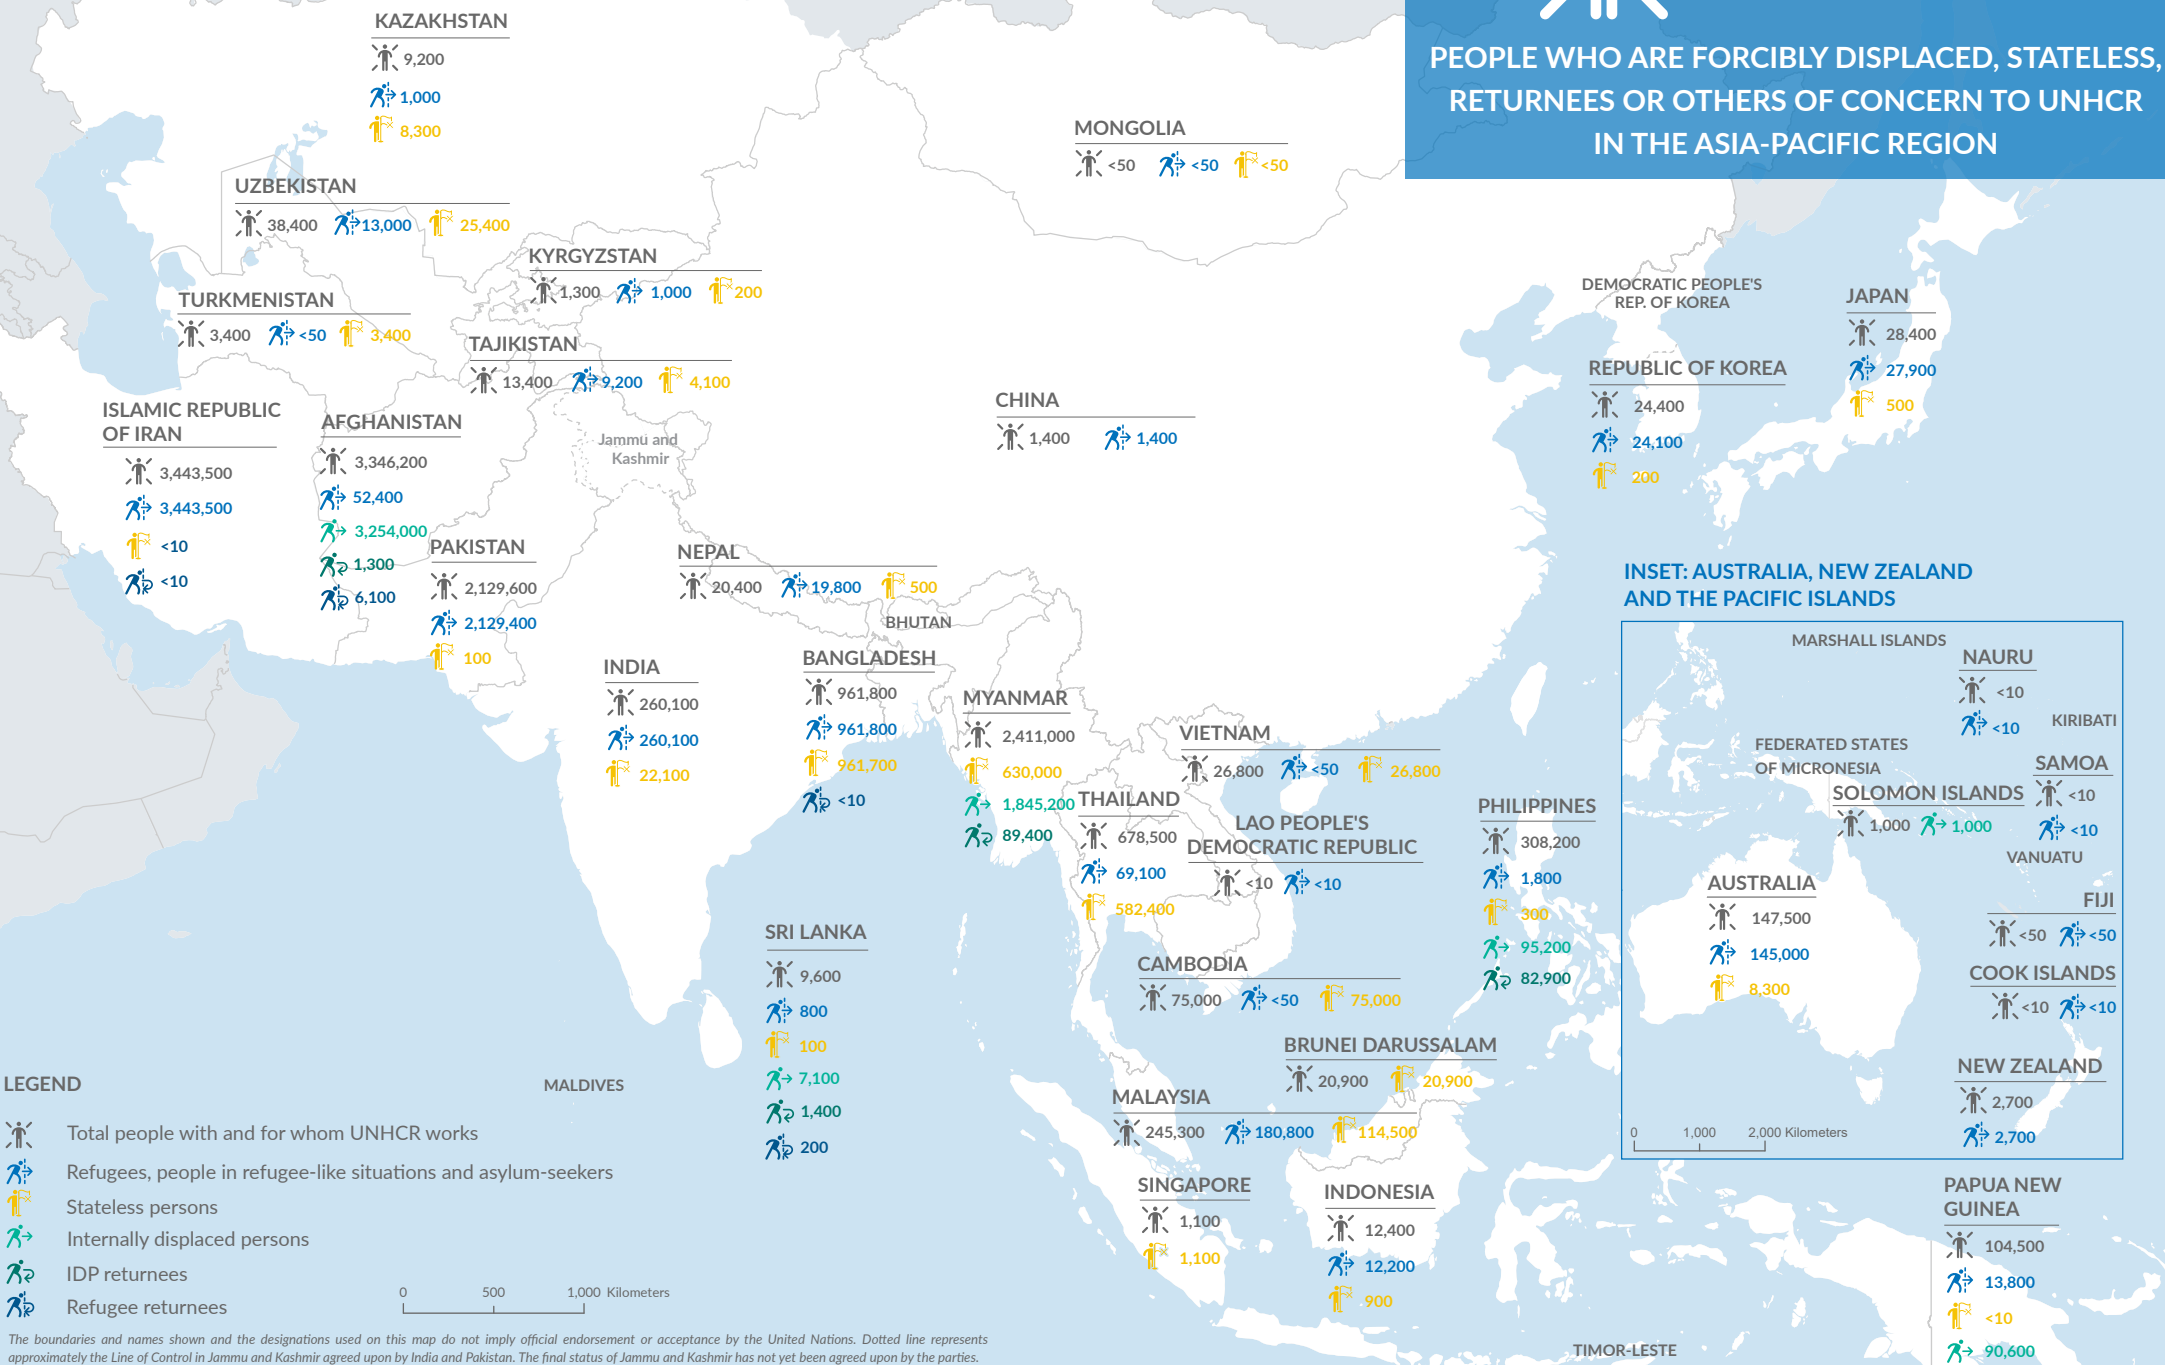 PEOPLE WHO ARE FORCIBLY DISPLACED, STATELESS,
RETURNEES OR OTHERS OF CONCERN TO UNHCR
IN THE ASIA-PACIFIC REGION
KAZAKHSTAN
9,200
1,000
8,300
MONGOLIA
<50 <50 <50
UZBEKISTAN
38,400 13,000 25,400
KYRGYZSTAN
1,300 1,000 200
TURKMENISTAN
3,400 <50 3,400
TAJIKISTAN
13,400 9,200 4,100
DEMOCRATIC PEOPLE'S
REP. OF KOREA
JAPAN
28,400
27,900
500
REPUBLIC OF KOREA
24,400
24,100
200
CHINA
1,400 1,400
ISLAMIC REPUBLIC
OF IRAN
3,443,500
3,443,500
<10
<10
AFGHANISTAN
3,346,200
52,400
3,254,000
1,300
6,100
Jammu and
Kashmir
PAKISTAN
2,129,600
2,129,400
100
NEPAL
20,400 19,800 500
BHUTAN
INDIA
260,100
260,100
22,100
BANGLADESH
961,800
961,800
961,700
<10
MYANMAR
2,411,000
630,000
1,845,200
89,400
VIETNAM
26,800 <50 26,800
THAILAND
678,500
69,100
582,400
LAO PEOPLE'S
DEMOCRATIC REPUBLIC
<10 <10
PHILIPPINES
308,200
1,800
300
95,200
82,900
SRI LANKA
9,600
800
100
7,100
1,400
200
CAMBODIA
75,000 <50 75,000
BRUNEI DARUSSALAM
20,900 20,900
MALDIVES
MALAYSIA
245,300 180,800 114,500
SINGAPORE
1,100
1,100
INDONESIA
12,400
12,200
900
INSET: AUSTRALIA, NEW ZEALAND
AND THE PACIFIC ISLANDS
MARSHALL ISLANDS
NAURU
<10
<10
KIRIBATI
FEDERATED STATES
OF MICRONESIA
SAMOA
<10
<10
SOLOMON ISLANDS
1,000 1,000
VANUATU
AUSTRALIA
147,500
145,000
8,300
FIJI
<50 <50
COOK ISLANDS
<10 <10
NEW ZEALAND
2,700
2,700
0 1,000 2,000 Kilometers
PAPUA NEW
GUINEA
104,500
13,800
<10
90,600
TIMOR-LESTE
LEGEND
Total people with and for whom UNHCR works
Refugees, people in refugee-like situations and asylum-seekers
Stateless persons
Internally displaced persons
IDP returnees
Refugee returnees
0 500 1,000 Kilometers
The boundaries and names shown and the designations used on this map do not imply official endorsement or acceptance by the United Nations. Dotted line represents
approximately the Line of Control in Jammu and Kashmir agreed upon by India and Pakistan. The final status of Jammu and Kashmir has not yet been agreed upon by the parties.